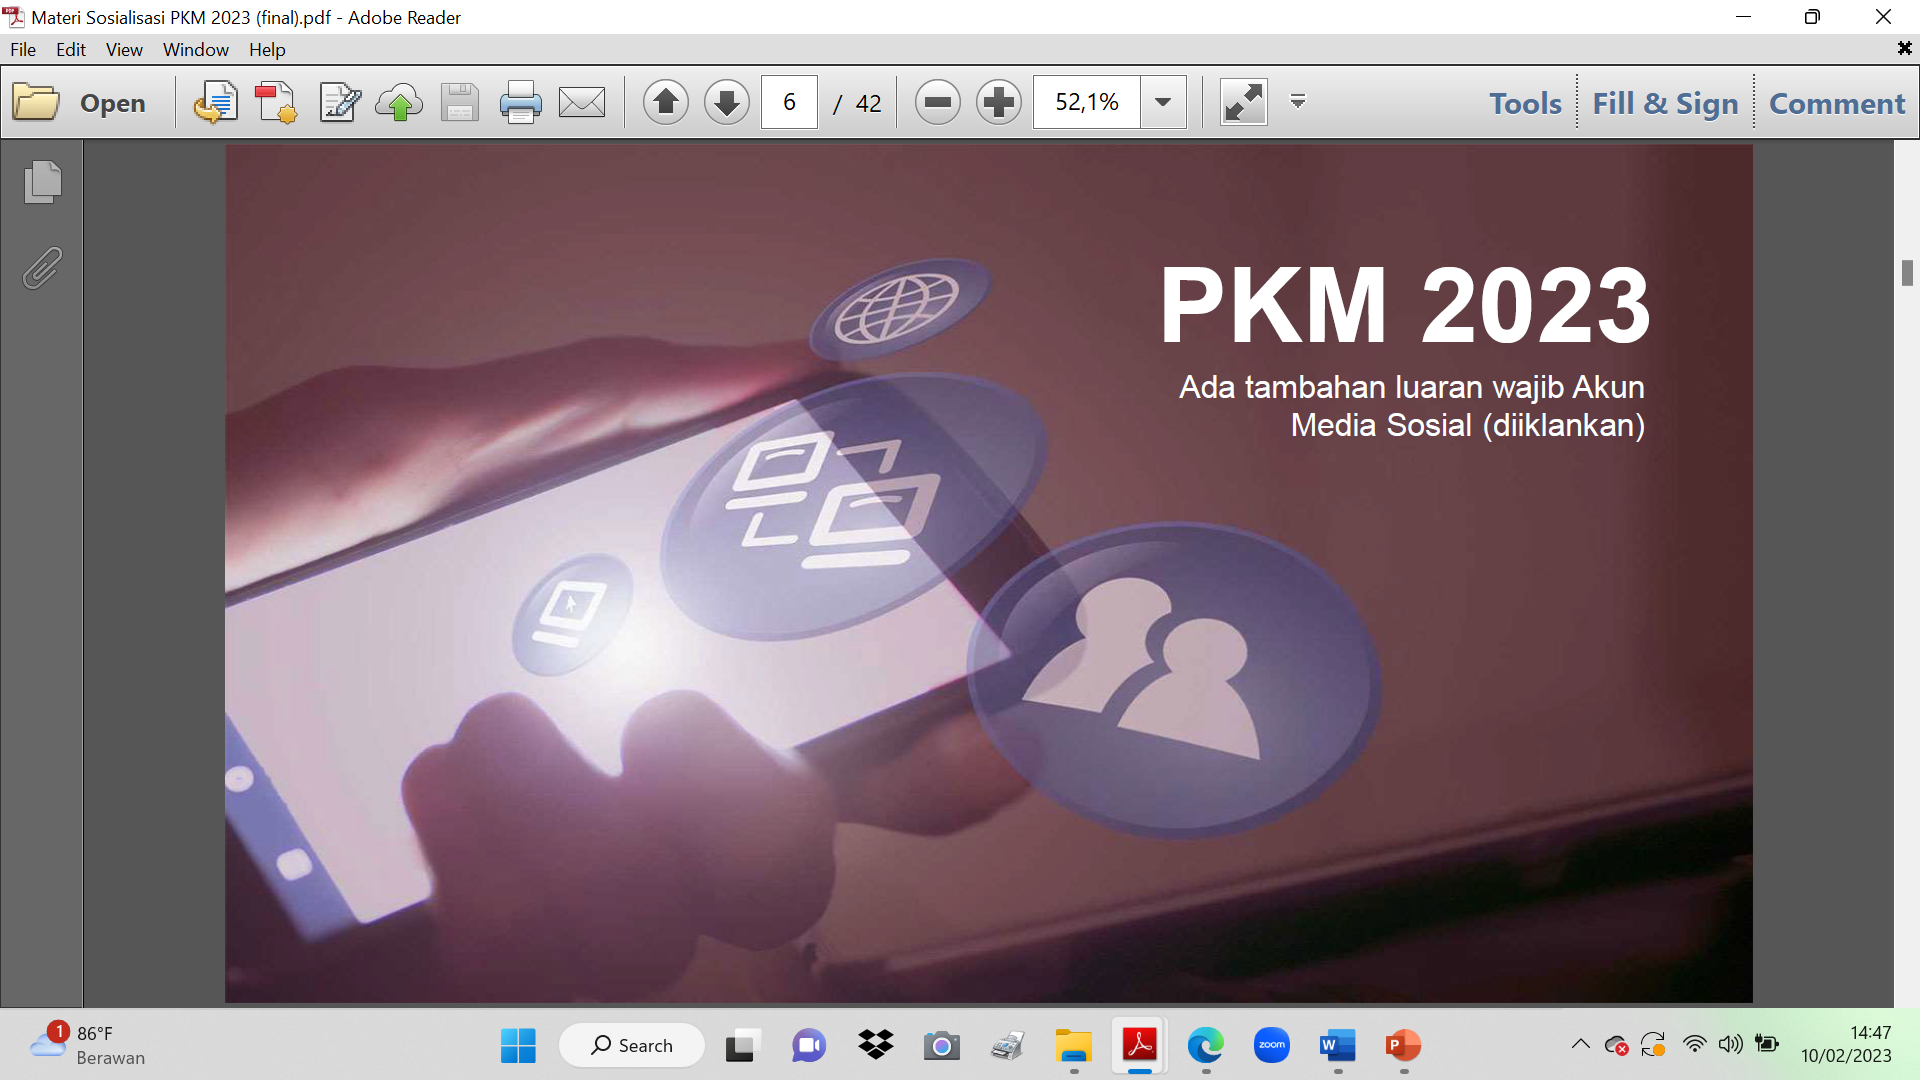 Materi Sosialisasi PKM 2023 (final).pdf - Adobe Reader
File Edit View Window Help
Open 6 / 42 52,1% Tools Fill & Sign Comment
PKM 2023
Ada tambahan luaran wajib Akun
Media Sosial (diiklankan)
1 86°F
Berawan
Search
zoom
W
P
14:47
10/02/2023